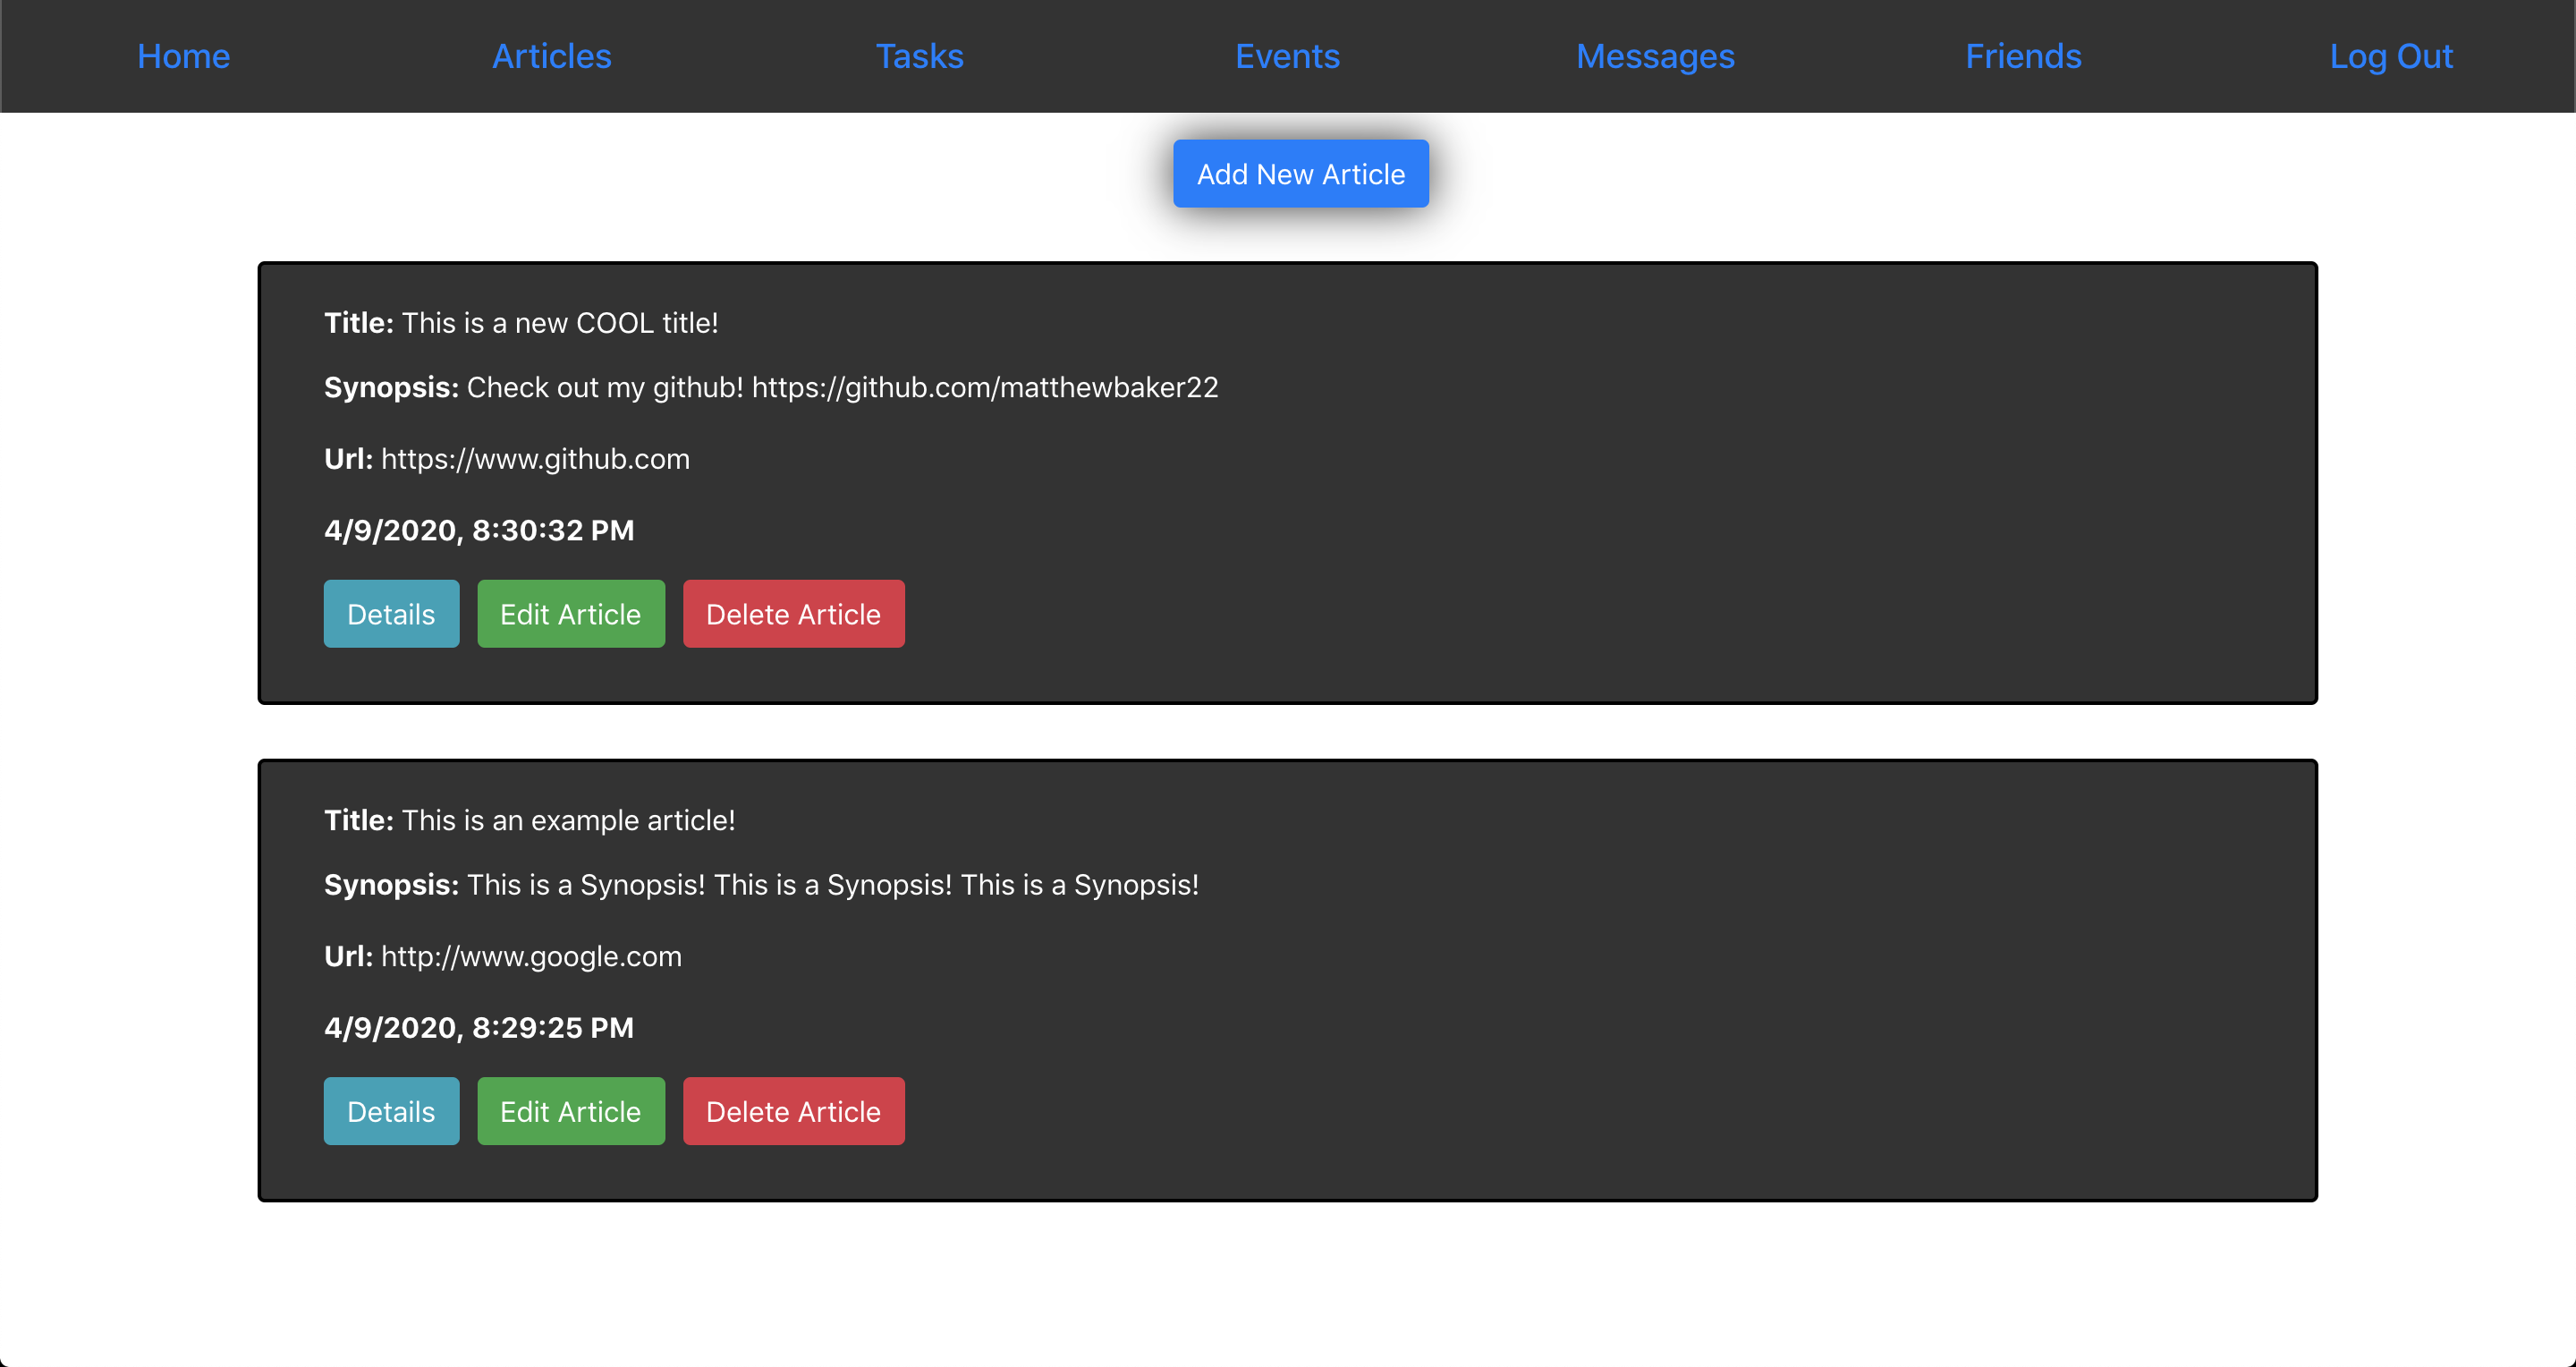 Home Articles Tasks Events Messages Friends Log Out
Add New Article
Title: This is a new COOL title!
Synopsis: Check out my github! https://github.com/matthewbaker22
Url: https://www.github.com
4/9/2020, 8:30:32 PM
Details Edit Article Delete Article
Title: This is an example article!
Synopsis: This is a Synopsis! This is a Synopsis! This is a Synopsis!
Url: http://www.google.com
4/9/2020, 8:29:25 PM
Details Edit Article Delete Article